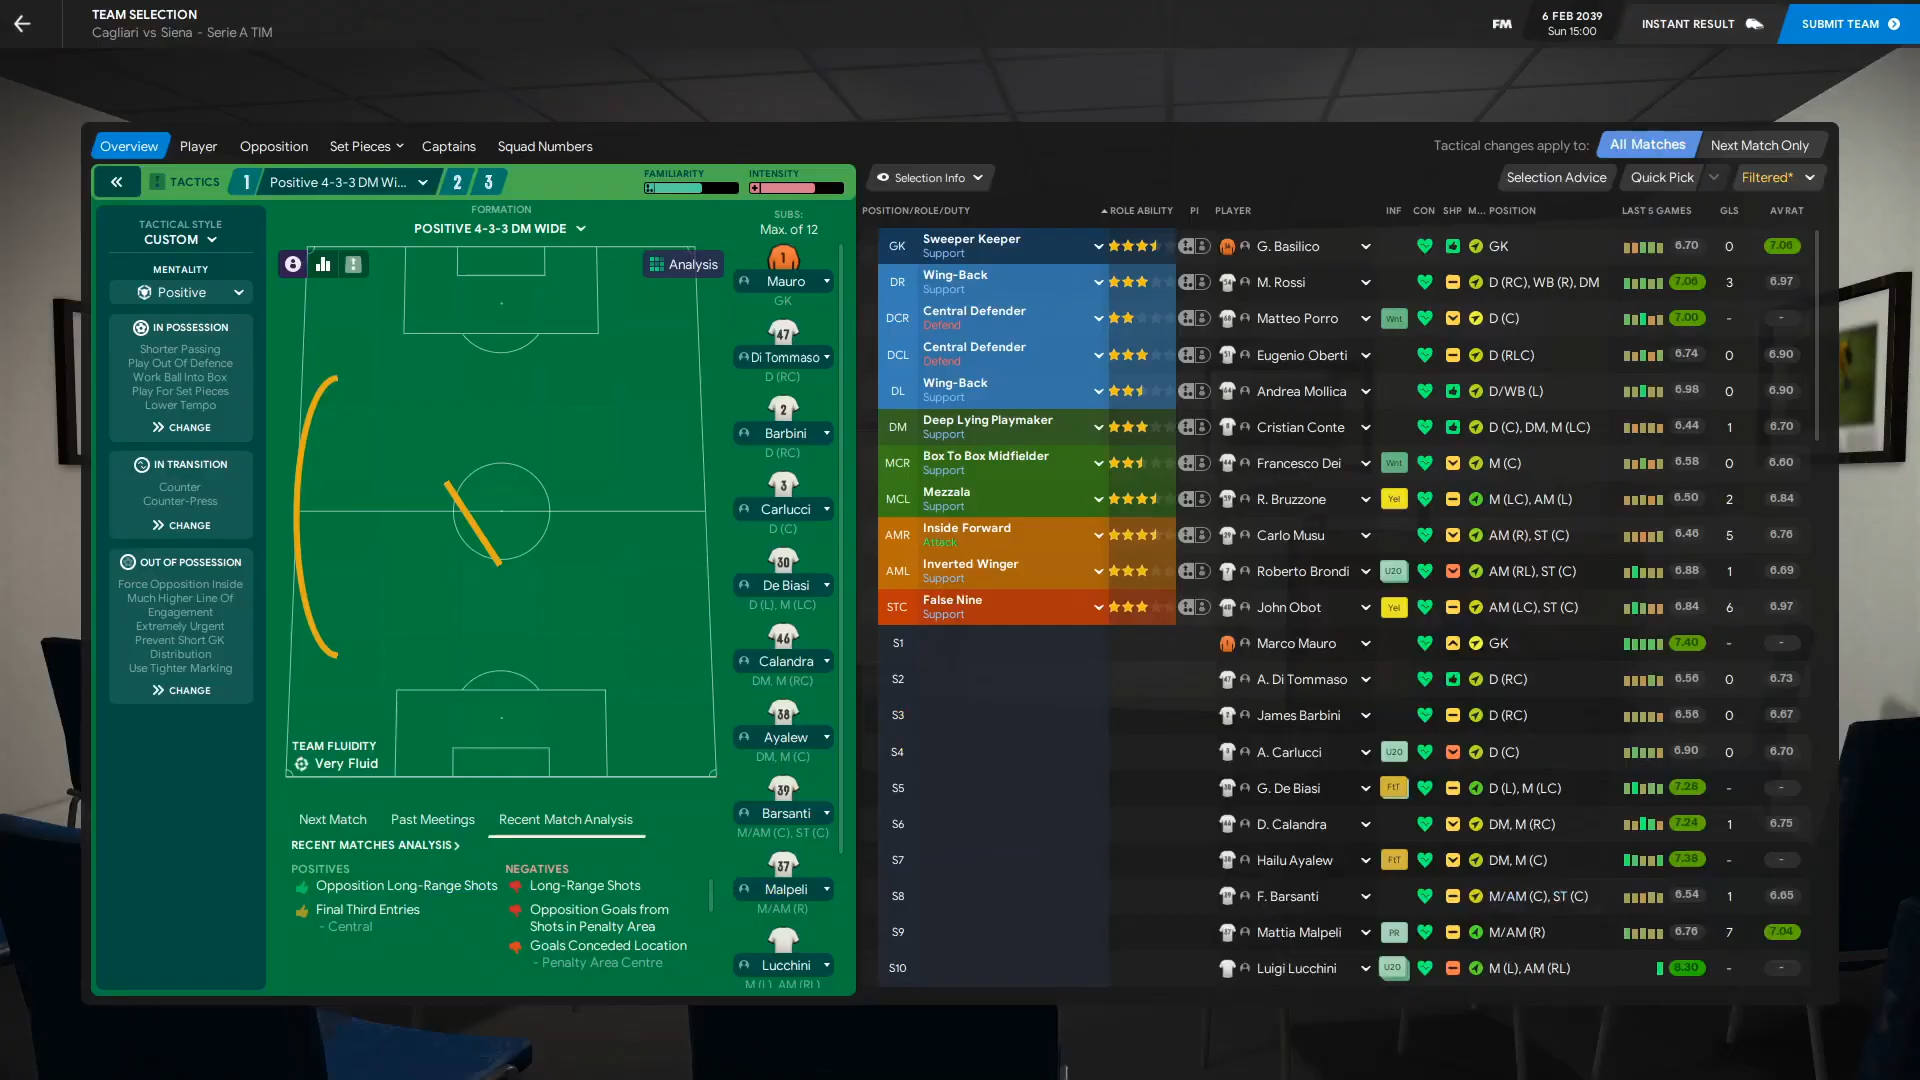 TEAM SELECTION
Cagliari vs Siena - Serie A TIM
FM
6 FEB 2039
Sun 15:00
INSTANT RESULT
SUBMIT TEAM
Overview
Player
Opposition
Set Pieces
Captains
Squad Numbers
Tactical changes apply to:
All Matches
Next Match Only
TACTICS
1
Positive 4-3-3 DM Wi...
2
3
FAMILIARITY
INTENSITY
Selection Info
Selection Advice
Quick Pick
Filtered*
TACTICAL STYLE
CUSTOM
MENTALITY
Positive
IN POSSESSION
Shorter Passing
Play Out Of Defence
Work Ball Into Box
Play For Set Pieces
Lower Tempo
CHANGE
IN TRANSITION
Counter
Counter-Press
CHANGE
OUT OF POSSESSION
Force Opposition Inside
Much Higher Line Of
Engagement
Extremely Urgent
Prevent Short GK
Distribution
Use Tighter Marking
CHANGE
FORMATION
POSITIVE 4-3-3 DM WIDE
Analysis
TEAM FLUIDITY
Very Fluid
SUBS:
Max. of 12
1
Mauro
GK
47
Di Tommaso
D (RC)
2
Barbini
D (RC)
3
Carlucci
D (C)
30
De Biasi
D (L), M (LC)
46
Calandra
DM, M (RC)
38
Ayalew
DM, M (C)
39
Barsanti
M/AM (C), ST (C)
37
Malpeli
M/AM (R)
Lucchini
M (L), AM (RL)
Next Match
Past Meetings
Recent Match Analysis
RECENT MATCHES ANALYSIS
POSITIVES
Opposition Long-Range Shots
Final Third Entries
- Central
NEGATIVES
Long-Range Shots
Opposition Goals from
Shots in Penalty Area
Goals Conceded Location
- Penalty Area Centre
POSITION/ROLE/DUTY ROLE ABILITY PI PLAYER INF CON SHP M... POSITION LAST 5 GAMES GLS AV RAT
GK Sweeper Keeper Support G. Basilico GK 6.70 0 7.06
DR Wing-Back Support M. Rossi D (RC), WB (R), DM 7.06 3 6.97
DCR Central Defender Defend Matteo Porro Wnt D (C) 7.00 - -
DCL Central Defender Defend Eugenio Oberti D (RLC) 6.74 0 6.90
DL Wing-Back Support Andrea Mollica D/WB (L) 6.98 0 6.90
DM Deep Lying Playmaker Support Cristian Conte D (C), DM, M (LC) 6.44 1 6.70
MCR Box To Box Midfielder Support Francesco Dei Wnt M (C) 6.58 0 6.60
MCL Mezzala Support R. Bruzzone Yel M (LC), AM (L) 6.50 2 6.84
AMR Inside Forward Attack Carlo Musu AM (R), ST (C) 6.46 5 6.76
AML Inverted Winger Support Roberto Brondi U20 AM (RL), ST (C) 6.88 1 6.69
STC False Nine Support John Obot Yel AM (LC), ST (C) 6.84 6 6.97
S1 Marco Mauro GK 7.40 - -
S2 A. Di Tommaso D (RC) 6.56 0 6.73
S3 James Barbini D (RC) 6.56 0 6.67
S4 A. Carlucci U20 D (C) 6.90 0 6.70
S5 G. De Biasi FtT D (L), M (LC) 7.28 - -
S6 D. Calandra DM, M (RC) 7.24 1 6.75
S7 Hailu Ayalew FtT DM, M (C) 7.38 - -
S8 F. Barsanti M/AM (C), ST (C) 6.54 1 6.65
S9 Mattia Malpeli PR M/AM (R) 6.76 7 7.04
S10 Luigi Lucchini U20 M (L), AM (RL) 8.30 - -